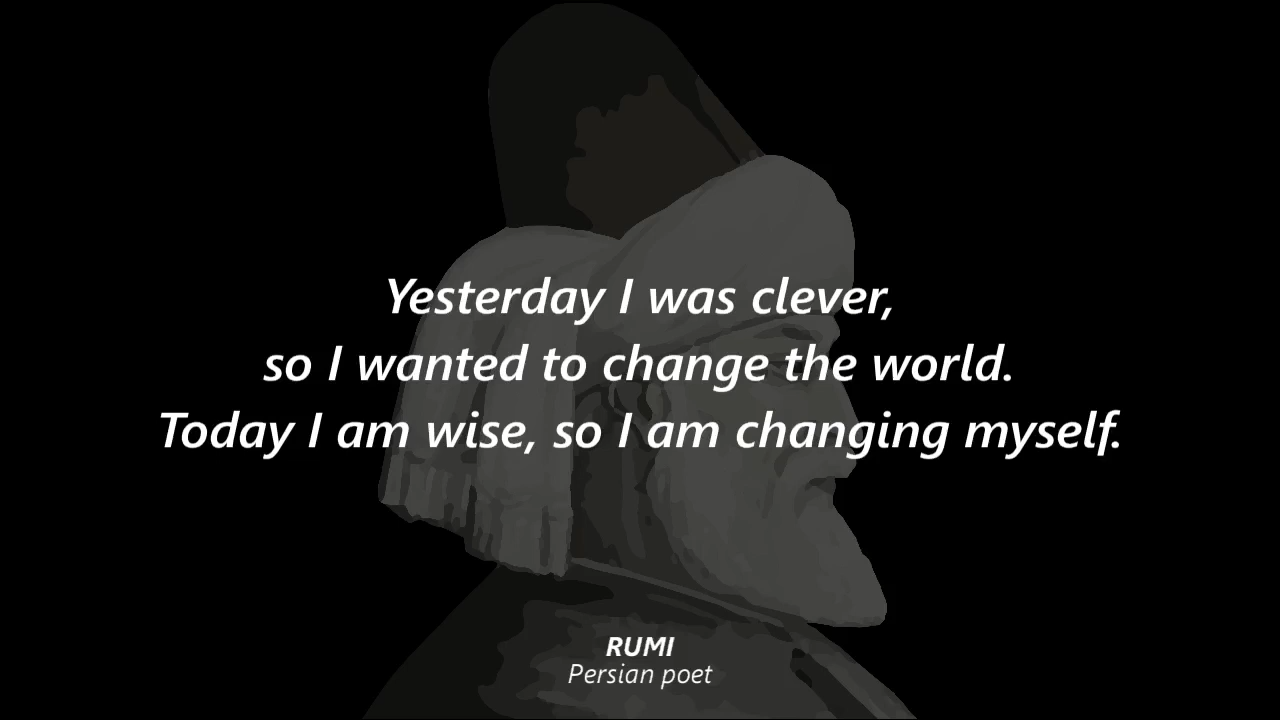 Yesterday I was clever,
so I wanted to change the world.
Today I am wise, so I am changing myself.
RUMI
Persian poet